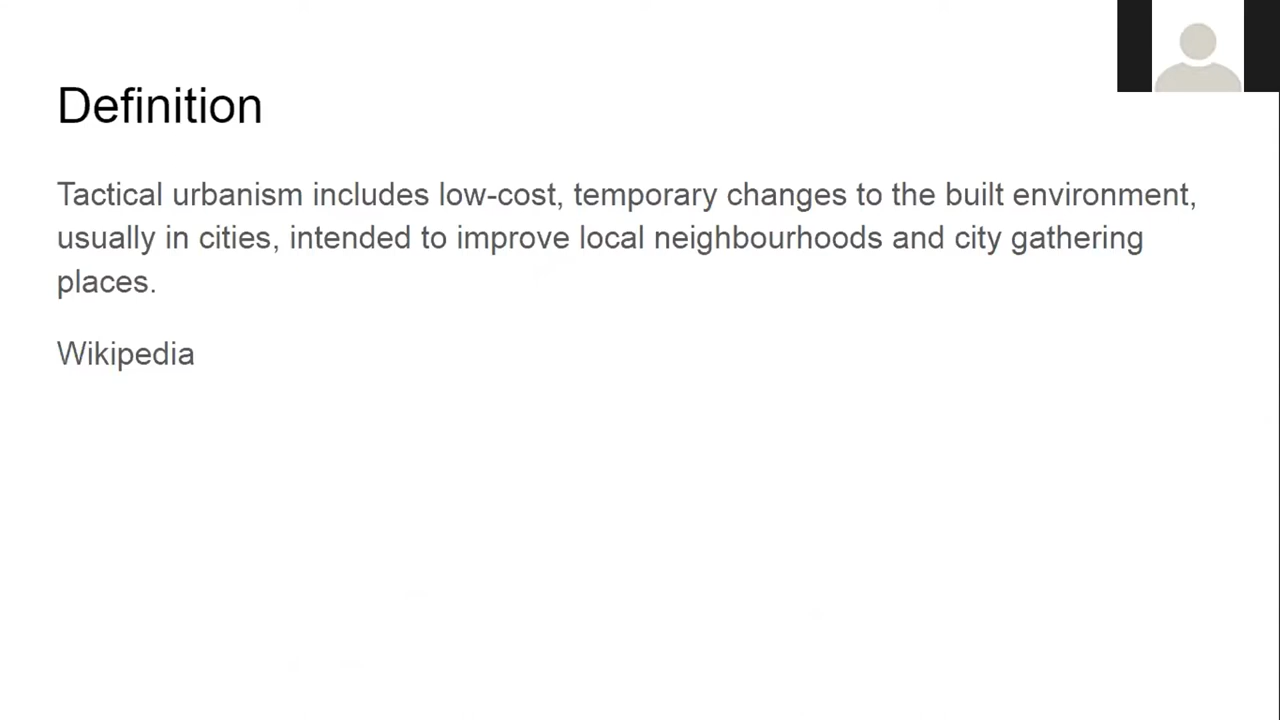 Definition
Tactical urbanism includes low-cost, temporary changes to the built environment,
usually in cities, intended to improve local neighbourhoods and city gathering
places.
Wikipedia